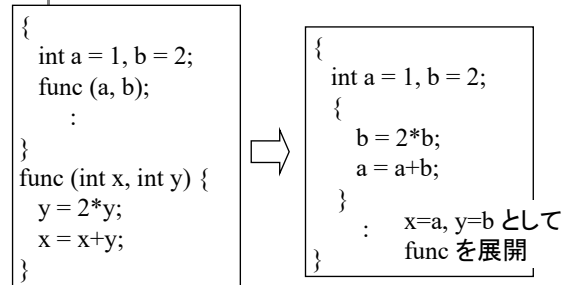 {
int a = 1, b = 2;
func (a, b);
:
}
func (int x, int y) {
y = 2*y;
x = x+y;
}
{
int a = 1, b = 2;
{
b = 2*b;
a = a+b;
}
:
x=a, y=b として
func を展開
}